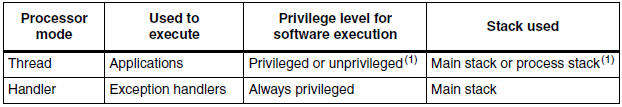 Processor mode Used to execute Privilege level for software execution Stack used
Thread Applications Privileged or unprivileged(1) Main stack or process stack(1)
Handler Exception handlers Always privileged Main stack